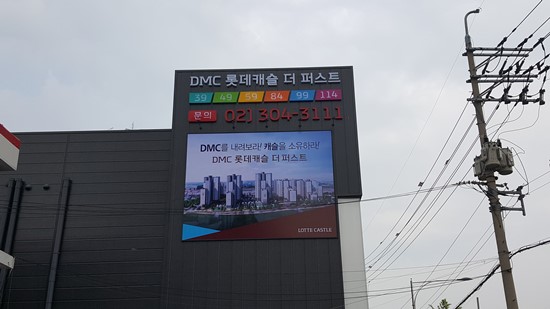 DMC 롯데캐슬 더 퍼스트
39 49 59 84 99 114
문의 02) 304-3111
DMC를 내려보라! 캐슬을 소유하라!
DMC 롯데캐슬 더 퍼스트
LOTTE CASTLE